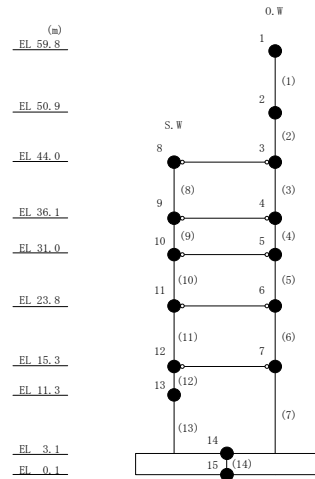 O.W
(m)
EL 59.8
1
(1)
EL 50.9
2
S.W
(2)
EL 44.0
8
3
(8)
(3)
EL 36.1
9
4
(9)
(4)
EL 31.0
10
5
(10)
(5)
EL 23.8
11
6
(11)
(6)
EL 15.3
12
7
(12)
EL 11.3
13
(13)
(7)
EL 3.1
14
15
(14)
EL 0.1